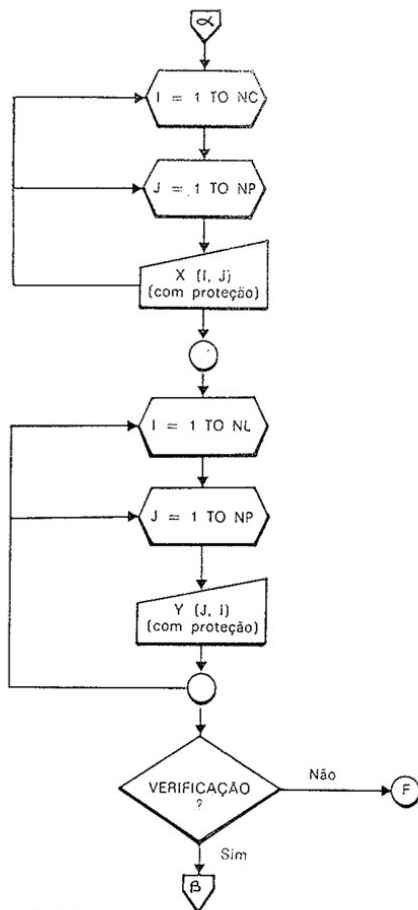 α
I = 1 TO NC
J = 1 TO NP
X (I, J)
(com proteção)
I = 1 TO NL
J = 1 TO NP
Y (J, I)
(com proteção)
VERIFICAÇÃO
?
Não
F
Sim
β